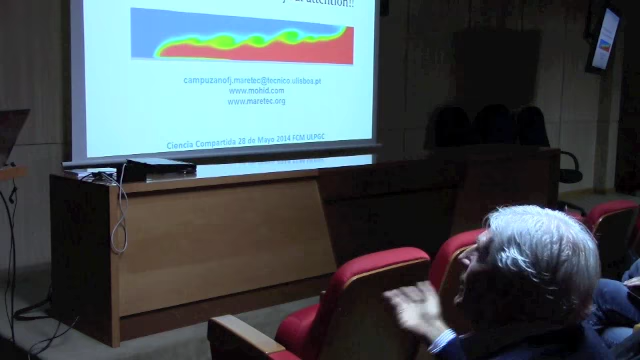 attention!!
campuzanofj.maretec@tecnico.ulisboa.pt
www.mohid.com
www.maretec.org
Ciencia Compartida 28 de Mayo 2014 FCM ULPGC